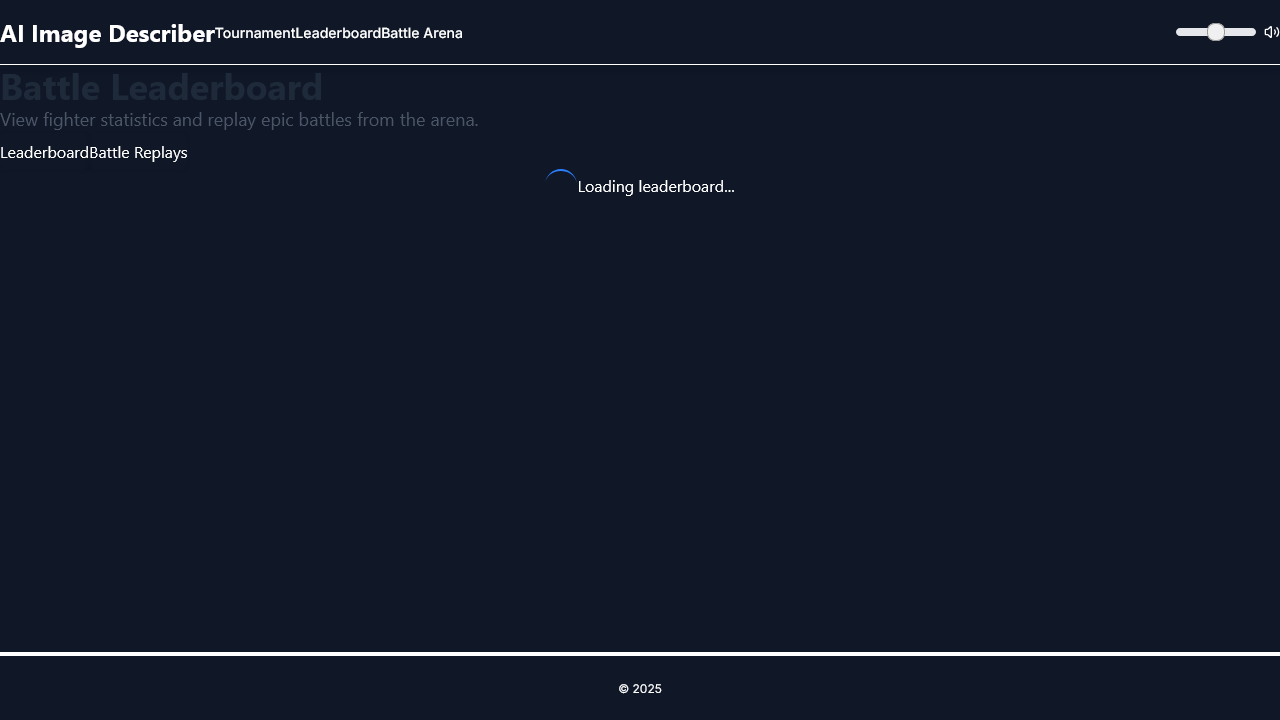 AI Image Describer Tournament Leaderboard Battle Arena
Battle Leaderboard
View fighter statistics and replay epic battles from the arena.
Leaderboard Battle Replays
Loading leaderboard...
© 2025